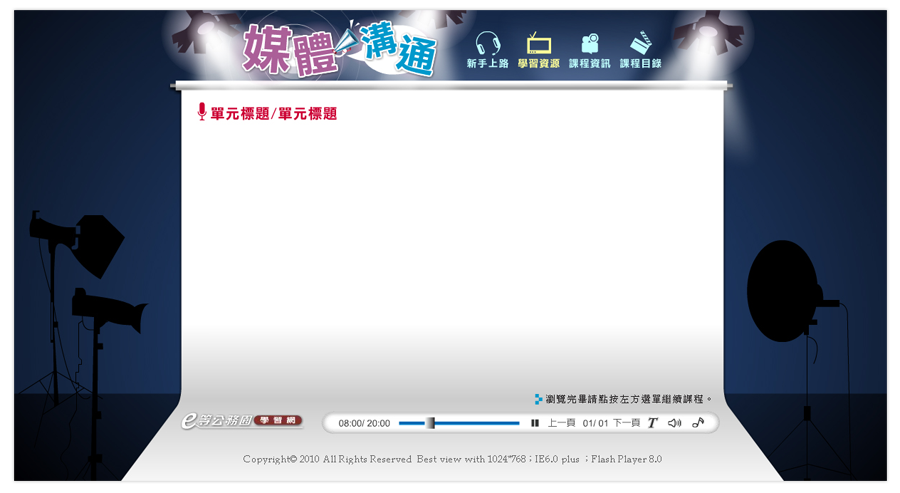 媒體溝通
新手上路 學習資源 課程資訊 課程目錄
單元標題/單元標題
瀏覽完畢請點按左方選單繼續課程。
e等公務園 學習網
08:00/ 20:00 上一頁 01/ 01 下一頁 T
Copyright© 2010 All Rights Reserved Best view with 1024*768；IE6.0 plus ；Flash Player 8.0